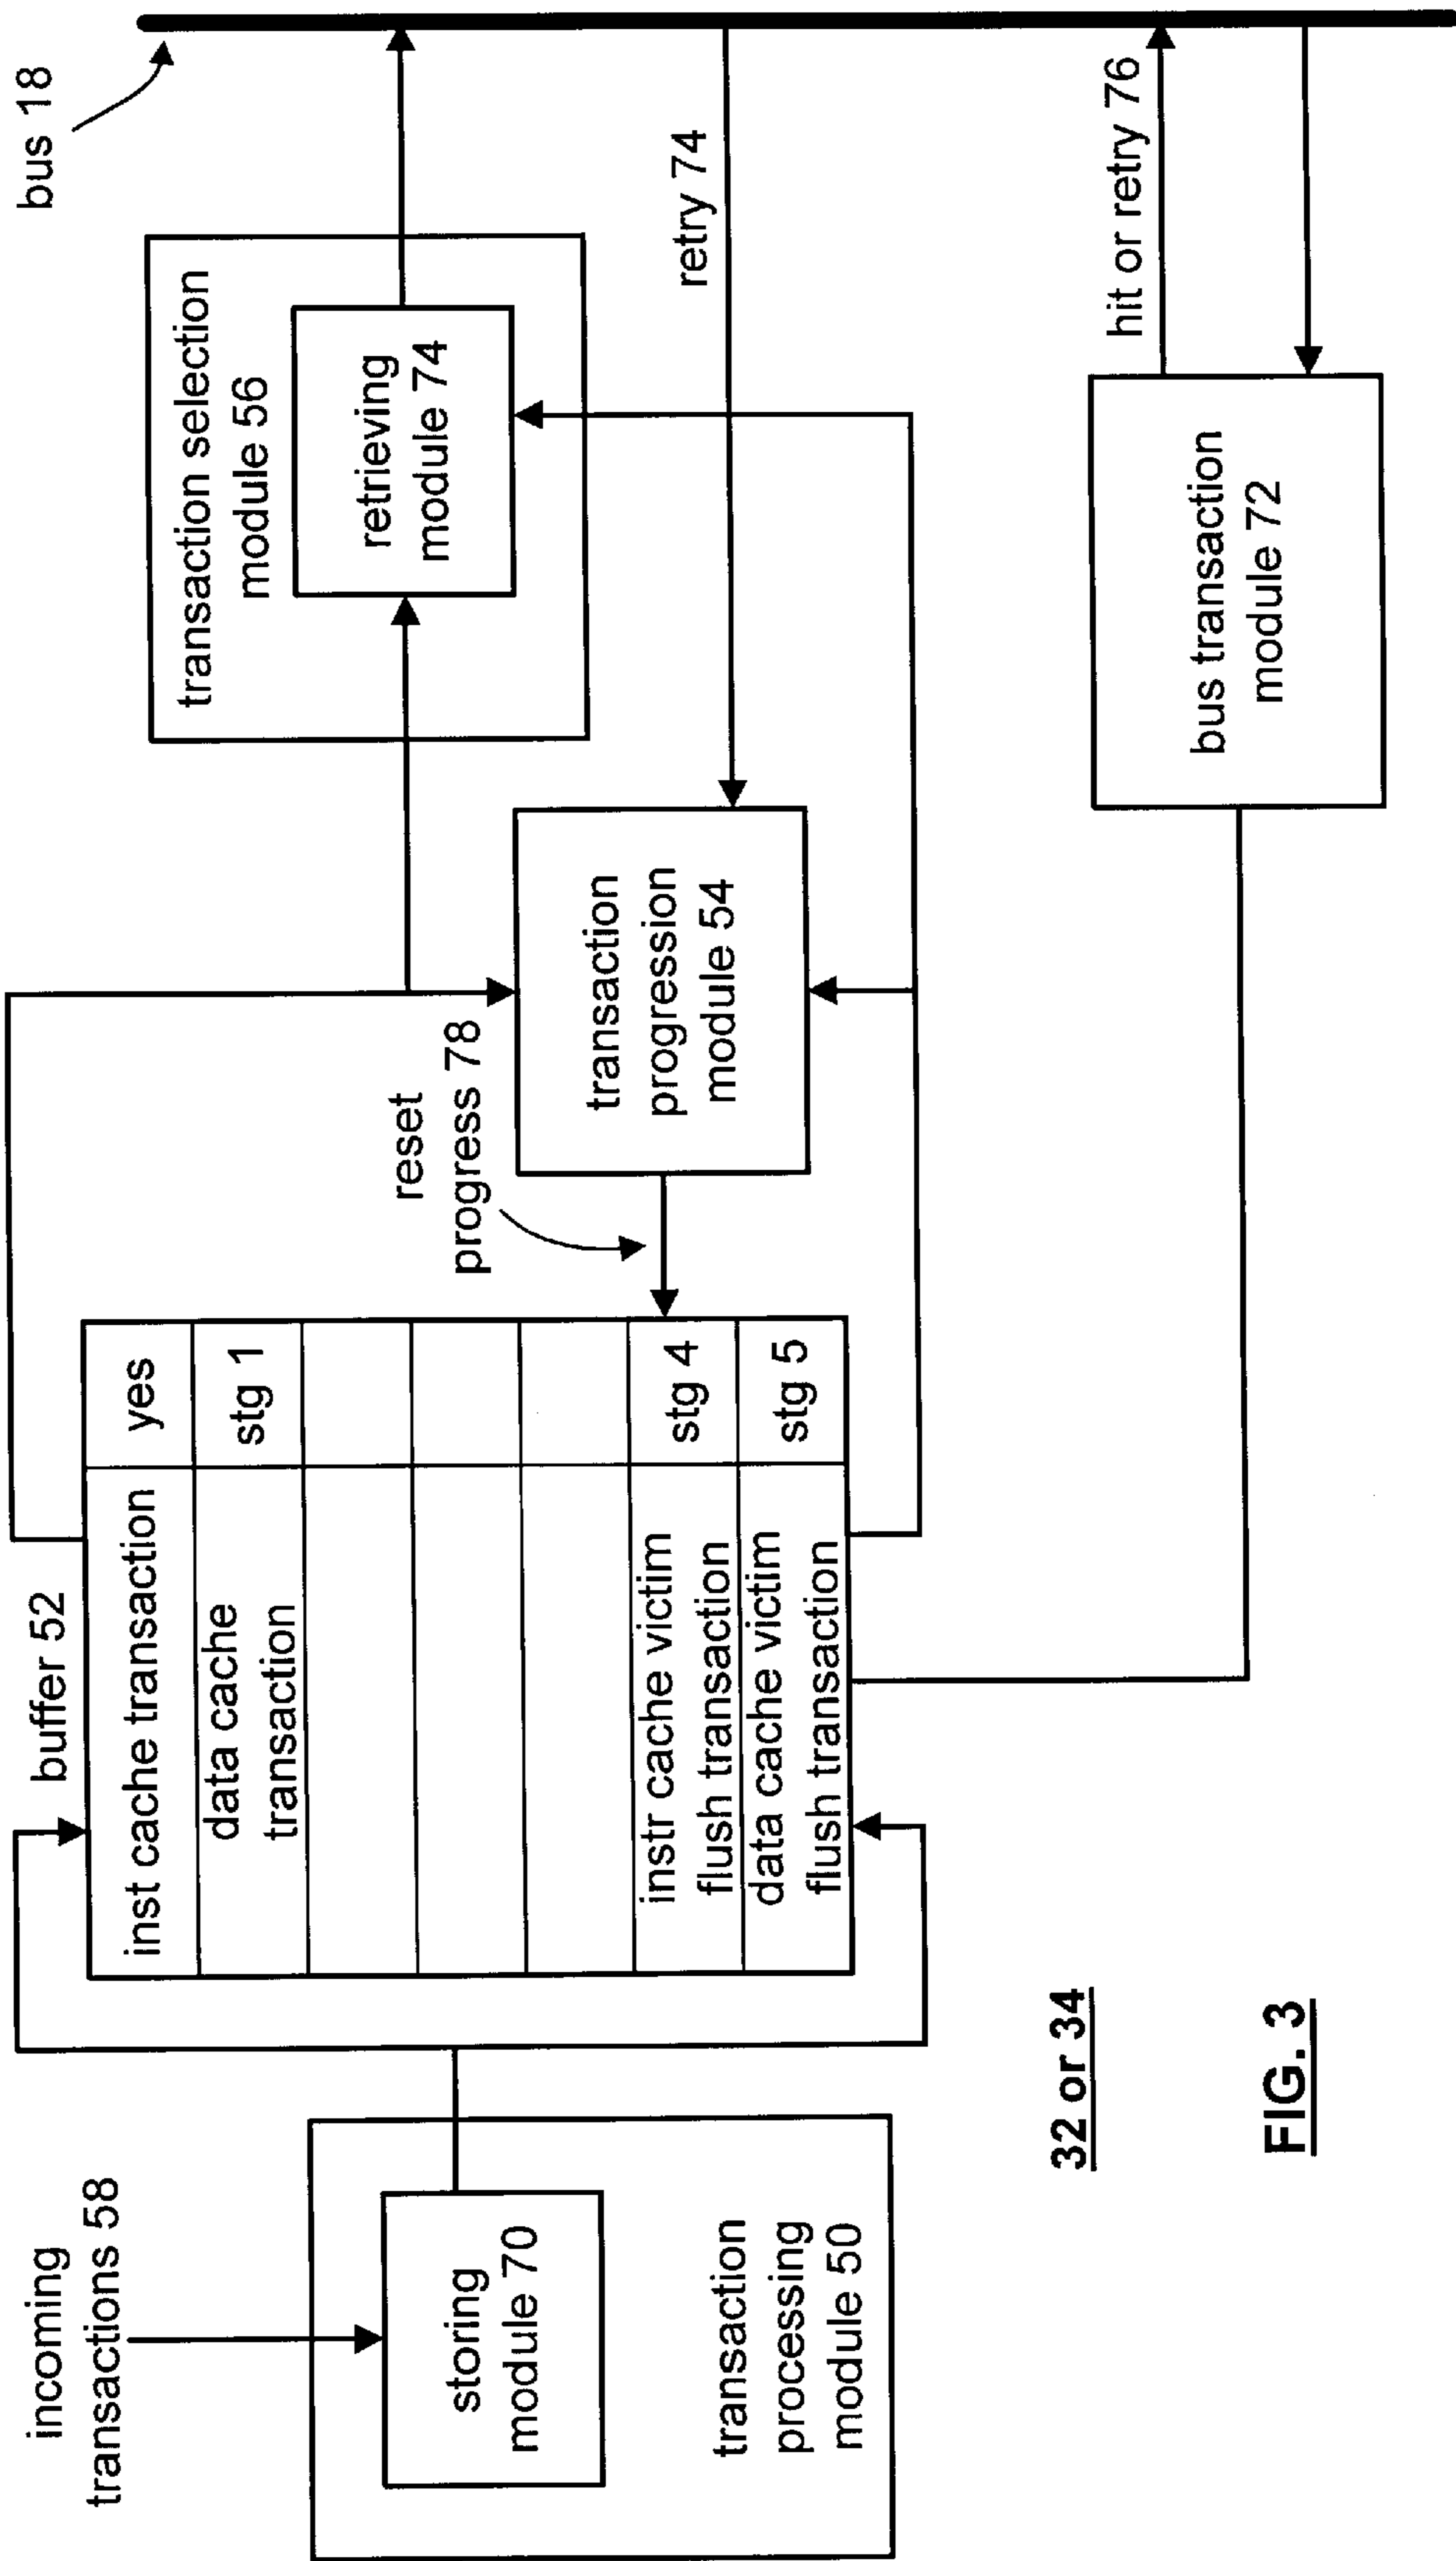 incoming
transactions 58
storing
module 70
transaction
processing
module 50
buffer 52
inst cache transaction
yes
data cache
transaction
stg 1
instr cache victim
flush transaction
stg 4
data cache victim
flush transaction
stg 5
reset
progress 78
transaction
progression
module 54
transaction selection
module 56
retrieving
module 74
retry 74
bus 18
hit or retry 76
bus transaction
module 72
32 or 34
FIG. 3